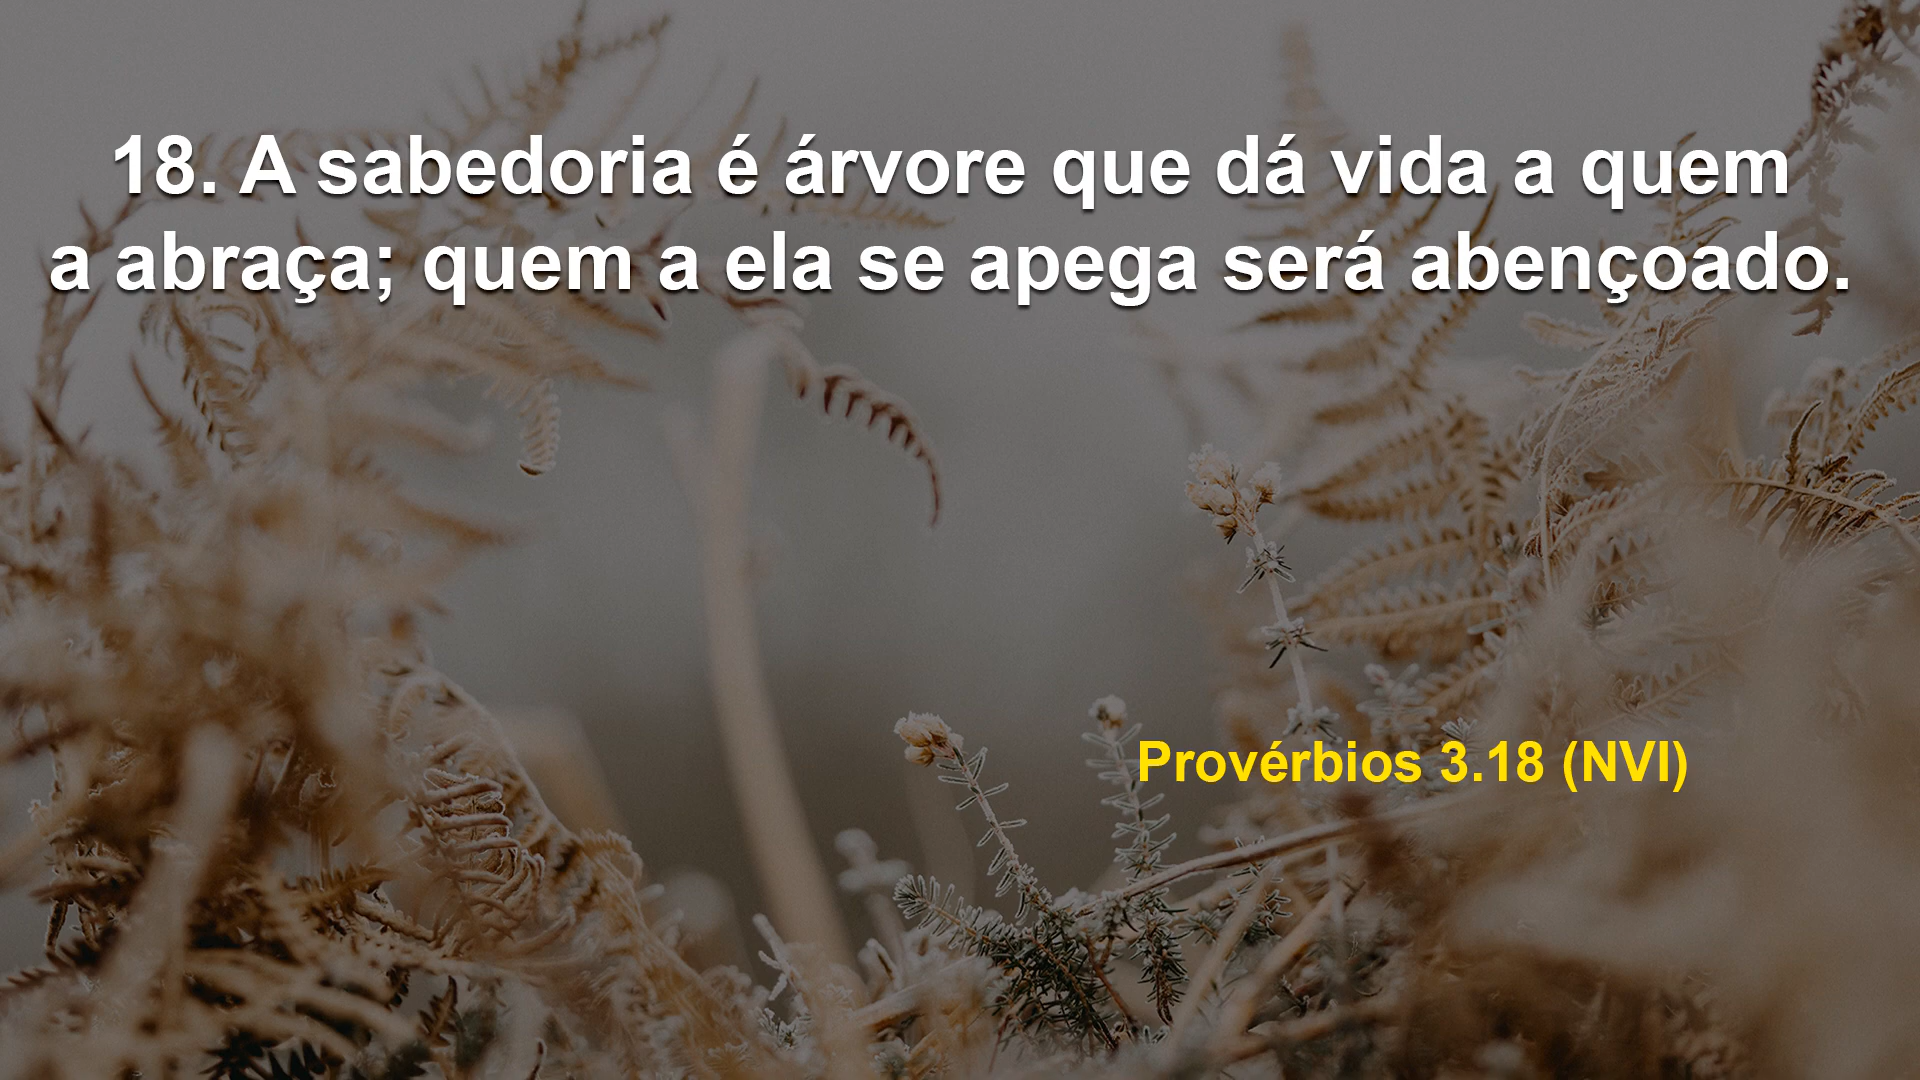 18. A sabedoria é árvore que dá vida a quem
a abraça; quem a ela se apega será abençoado.
Provérbios 3.18 (NVI)